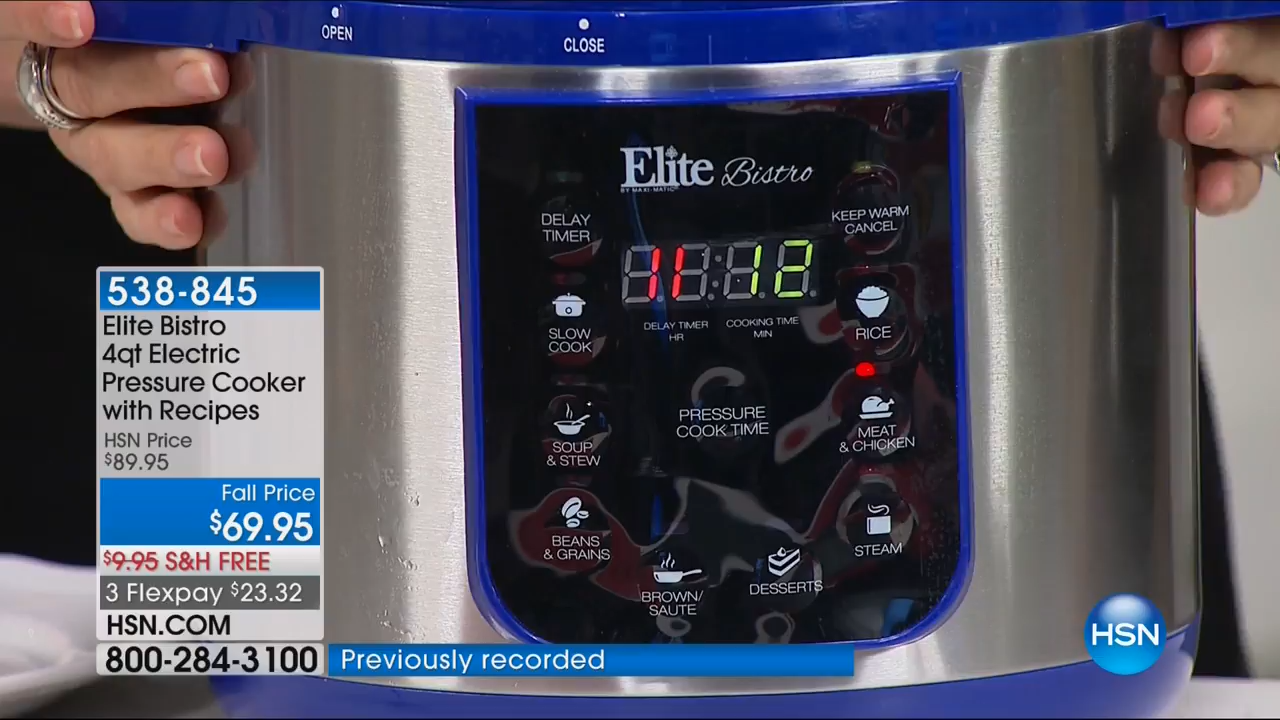 OPEN
CLOSE
Elite Bistro
BY MAXI-MATIC
DELAY
TIMER
KEEP WARM
CANCEL
11:12
DELAY TIMER
HR
COOKING TIME
MIN
SLOW
COOK
RICE
PRESSURE
COOK TIME
SOUP
& STEW
MEAT
& CHICKEN
BEANS
& GRAINS
STEAM
BROWN/
SAUTE
DESSERTS
538-845
Elite Bistro
4qt Electric
Pressure Cooker
with Recipes
HSN Price
$89.95
Fall Price
$69.95
$9.95 S&H FREE
3 Flexpay $23.32
HSN.COM
800-284-3100
Previously recorded
HSN